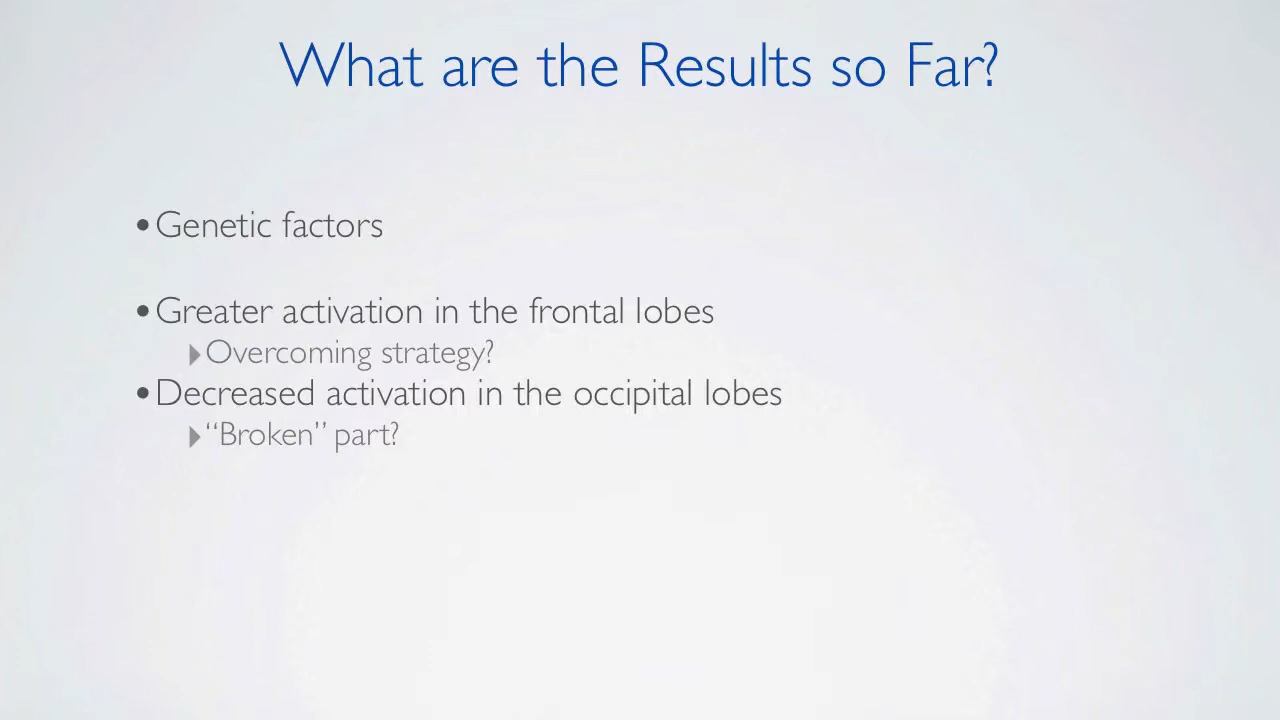 What are the Results so Far?
•Genetic factors
•Greater activation in the frontal lobes
▸Overcoming strategy?
•Decreased activation in the occipital lobes
▸“Broken” part?